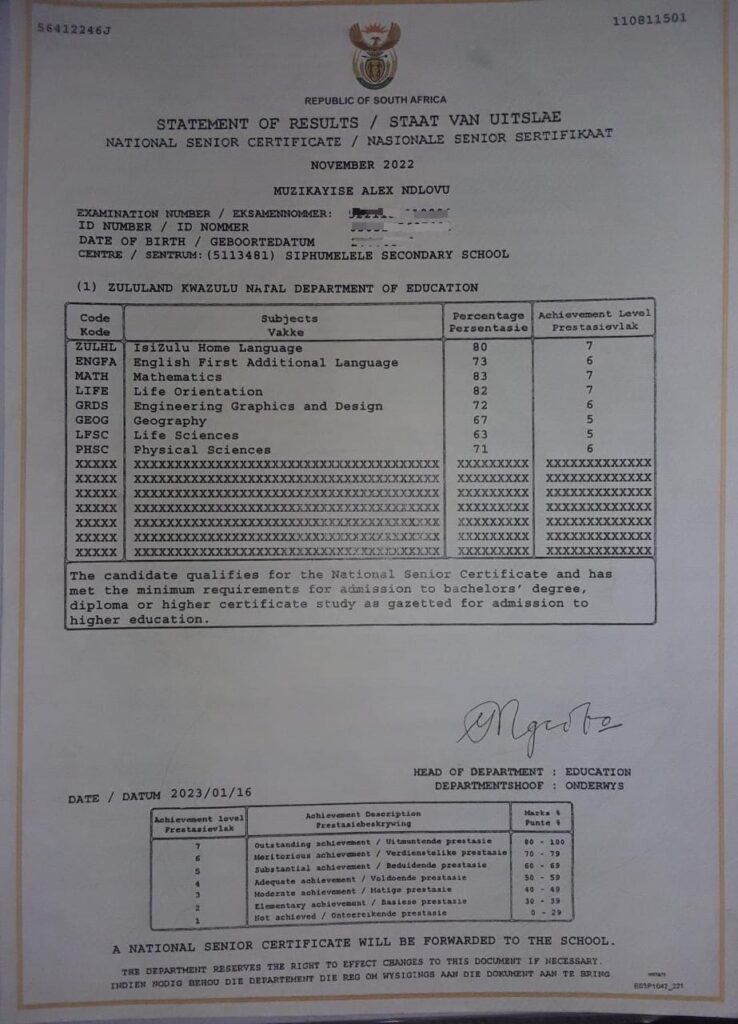 56412246J
110811501
REPUBLIC OF SOUTH AFRICA
STATEMENT OF RESULTS / STAAT VAN UITSLAE
NATIONAL SENIOR CERTIFICATE / NASIONALE SENIOR SERTIFIKAAT
NOVEMBER 2022
MUZIKAYISE ALEX NDLOVU
EXAMINATION NUMBER / EKSAMENNOMMER:
ID NUMBER / ID NOMMER
DATE OF BIRTH / GEBOORTEDATUM
CENTRE / SENTRUM: (5113481) SIPHUMELELE SECONDARY SCHOOL
(1) ZULULAND KWAZULU NATAL DEPARTMENT OF EDUCATION
Code Subjects Percentage Achievement Level
Kode Vakke Persentasie Prestasievlak
ZULHL IsiZulu Home Language 80 7
ENGFA English First Additional Language 73 6
MATH Mathematics 83 7
LIFE Life Orientation 82 7
GRDS Engineering Graphics and Design 72 6
GEOG Geography 67 5
LFSC Life Sciences 63 5
PHSC Physical Sciences 71 6
XXXXX XXXXXXXXXXXXXXXXXXXXXXXXXXXXXXXXXX XXXXXXXXX XXXXXXXXXXXXX
XXXXX XXXXXXXXXXXXXXXXXXXXXXXXXXXXXXXXXX XXXXXXXXX XXXXXXXXXXXXX
XXXXX XXXXXXXXXXXXXXXXXXXXXXXXXXXXXXXXXX XXXXXXXXX XXXXXXXXXXXXX
XXXXX XXXXXXXXXXXXXXXXXXXXXXXXXXXXXXXXXX XXXXXXXXX XXXXXXXXXXXXX
XXXXX XXXXXXXXXXXXXXXXXXXXXXXXXXXXXXXXXX XXXXXXXXX XXXXXXXXXXXXX
XXXXX XXXXXXXXXXXXXXXXXXXXXXXXXXXXXXXXXX XXXXXXXXX XXXXXXXXXXXXX
XXXXX XXXXXXXXXXXXXXXXXXXXXXXXXXXXXXXXXX XXXXXXXXX XXXXXXXXXXXXX
The candidate qualifies for the National Senior Certificate and has
met the minimum requirements for admission to bachelors' degree,
diploma or higher certificate study as gazetted for admission to
higher education.
HEAD OF DEPARTMENT : EDUCATION
DEPARTMENTSHOOF : ONDERWYS
DATE / DATUM 2023/01/16
Achievement level Achievement Description Marks %
Prestasievlak Prestasiebeskrywing Punte %
7 Outstanding achievement / Uitmuntende prestasie 80 - 100
6 Meritorious achievement / Verdienstelike prestasie 70 - 79
5 Substantial achievement / Beduidende prestasie 60 - 69
4 Adequate achievement / Voldoende prestasie 50 - 59
3 Moderate achievement / Matige prestasie 40 - 49
2 Elementary achievement / Basiese prestasie 30 - 39
1 Not achieved / Ontoereikende prestasie 0 - 29
A NATIONAL SENIOR CERTIFICATE WILL BE FORWARDED TO THE SCHOOL.
THE DEPARTMENT RESERVES THE RIGHT TO EFFECT CHANGES TO THIS DOCUMENT IF NECESSARY.
INDIEN NODIG BEHOU DIE DEPARTEMENT DIE REG OM WYSIGINGS AAN DIE DOKUMENT AAN TE BRING